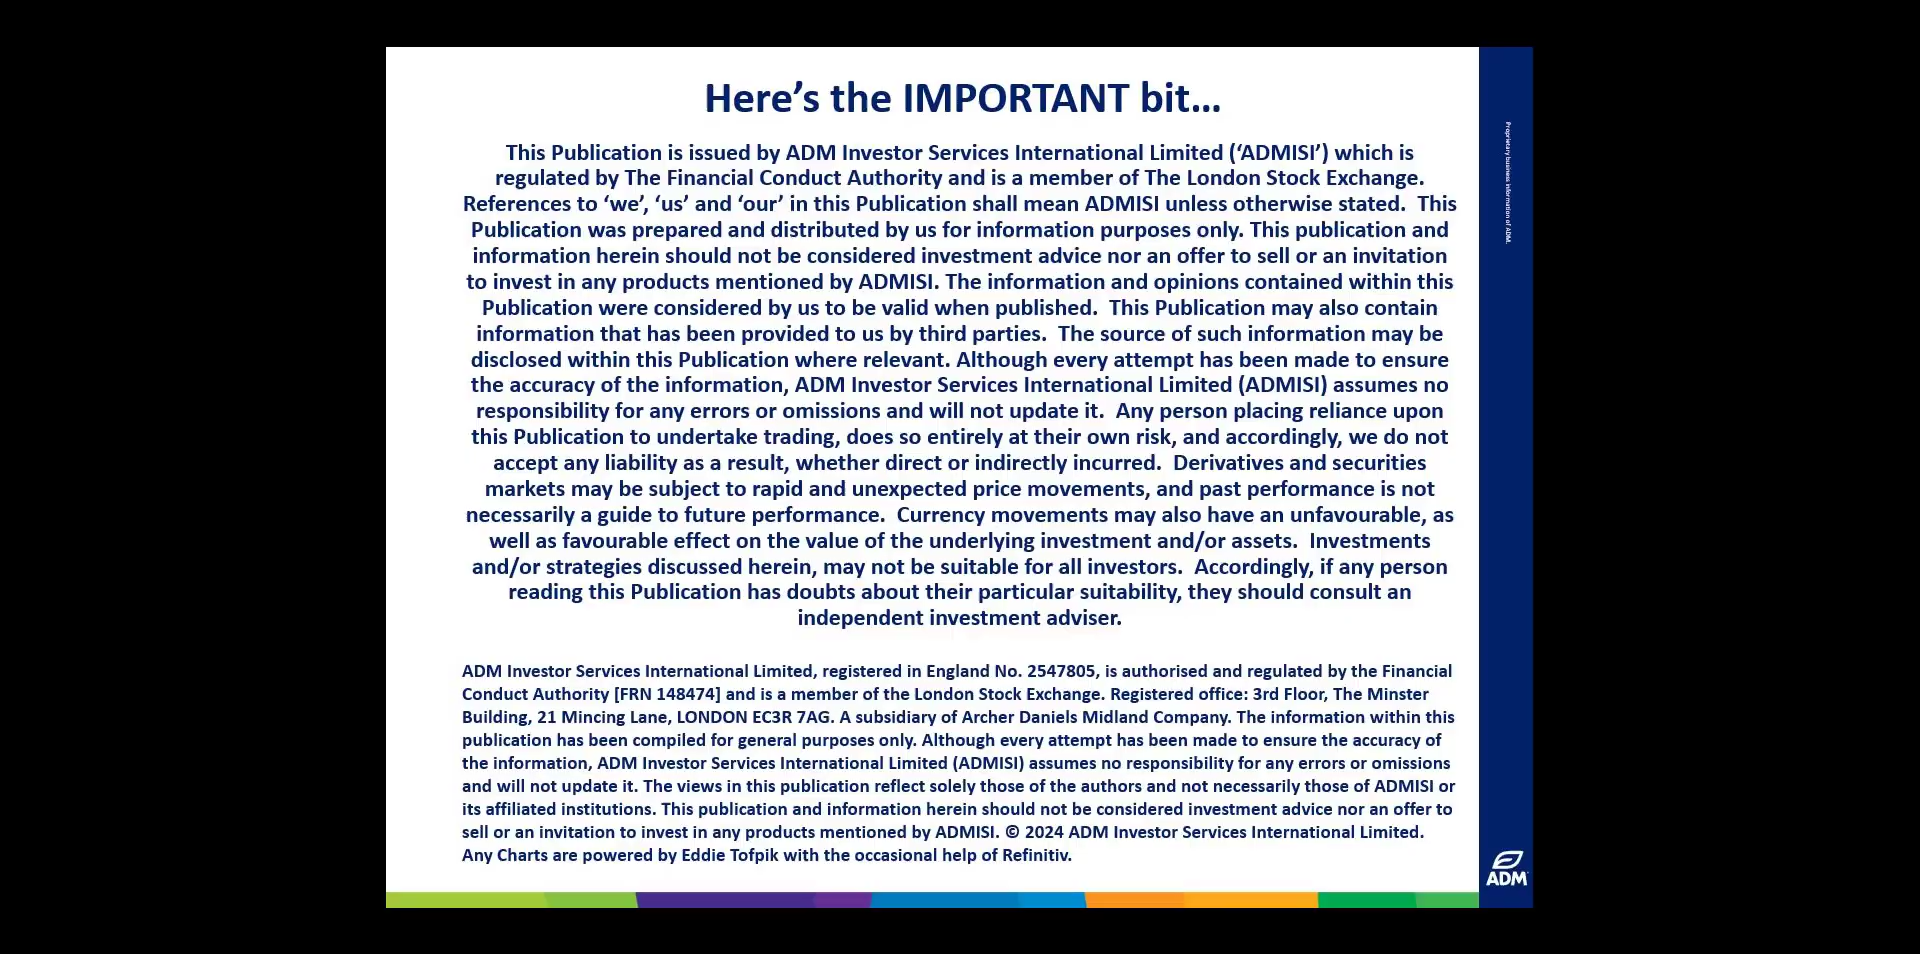 Here’s the IMPORTANT bit…
This Publication is issued by ADM Investor Services International Limited (‘ADMISI’) which is
regulated by The Financial Conduct Authority and is a member of The London Stock Exchange.
References to ‘we’, ‘us’ and ‘our’ in this Publication shall mean ADMISI unless otherwise stated.  This
Publication was prepared and distributed by us for information purposes only. This publication and
information herein should not be considered investment advice nor an offer to sell or an invitation
to invest in any products mentioned by ADMISI. The information and opinions contained within this
Publication were considered by us to be valid when published.  This Publication may also contain
information that has been provided to us by third parties.  The source of such information may be
disclosed within this Publication where relevant. Although every attempt has been made to ensure
the accuracy of the information, ADM Investor Services International Limited (ADMISI) assumes no
responsibility for any errors or omissions and will not update it.  Any person placing reliance upon
this Publication to undertake trading, does so entirely at their own risk, and accordingly, we do not
accept any liability as a result, whether direct or indirectly incurred.  Derivatives and securities
markets may be subject to rapid and unexpected price movements, and past performance is not
necessarily a guide to future performance.  Currency movements may also have an unfavourable, as
well as favourable effect on the value of the underlying investment and/or assets.  Investments
and/or strategies discussed herein, may not be suitable for all investors.  Accordingly, if any person
reading this Publication has doubts about their particular suitability, they should consult an
independent investment adviser.
ADM Investor Services International Limited, registered in England No. 2547805, is authorised and regulated by the Financial
Conduct Authority [FRN 148474] and is a member of the London Stock Exchange. Registered office: 3rd Floor, The Minster
Building, 21 Mincing Lane, LONDON EC3R 7AG. A subsidiary of Archer Daniels Midland Company. The information within this
publication has been compiled for general purposes only. Although every attempt has been made to ensure the accuracy of
the information, ADM Investor Services International Limited (ADMISI) assumes no responsibility for any errors or omissions
and will not update it. The views in this publication reflect solely those of the authors and not necessarily those of ADMISI or
its affiliated institutions. This publication and information herein should not be considered investment advice nor an offer to
sell or an invitation to invest in any products mentioned by ADMISI. © 2024 ADM Investor Services International Limited.
Any Charts are powered by Eddie Tofpik with the occasional help of Refinitiv.
Proprietary business information of ADM.
ADM